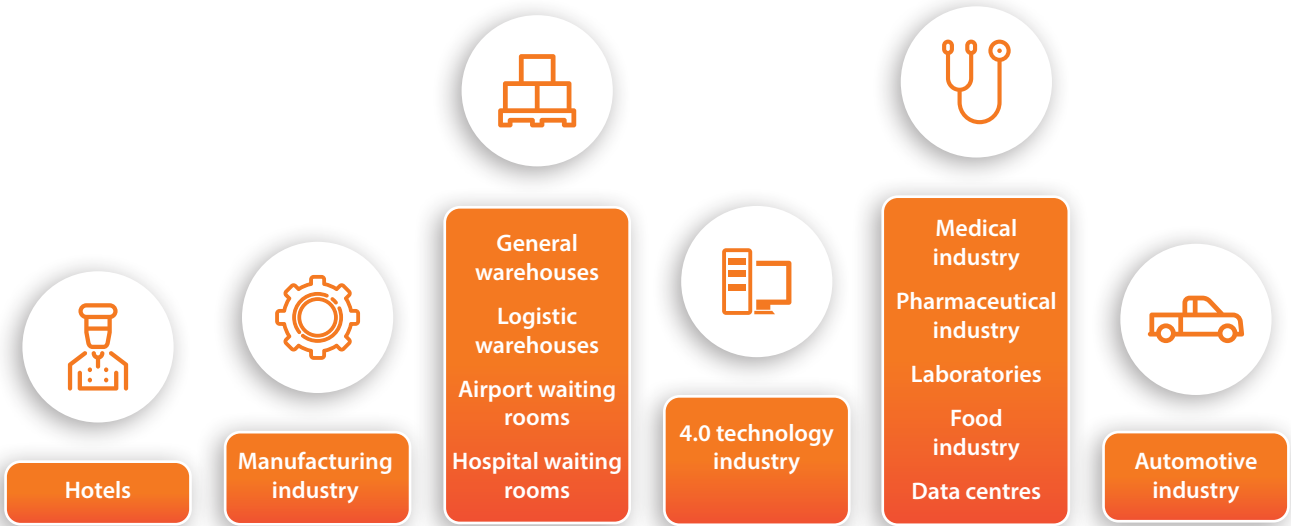 Hotels
Manufacturing
industry
General
warehouses
Logistic
warehouses
Airport waiting
rooms
Hospital waiting
rooms
4.0 technology
industry
Medical
industry
Pharmaceutical
industry
Laboratories
Food
industry
Data centres
Automotive
industry